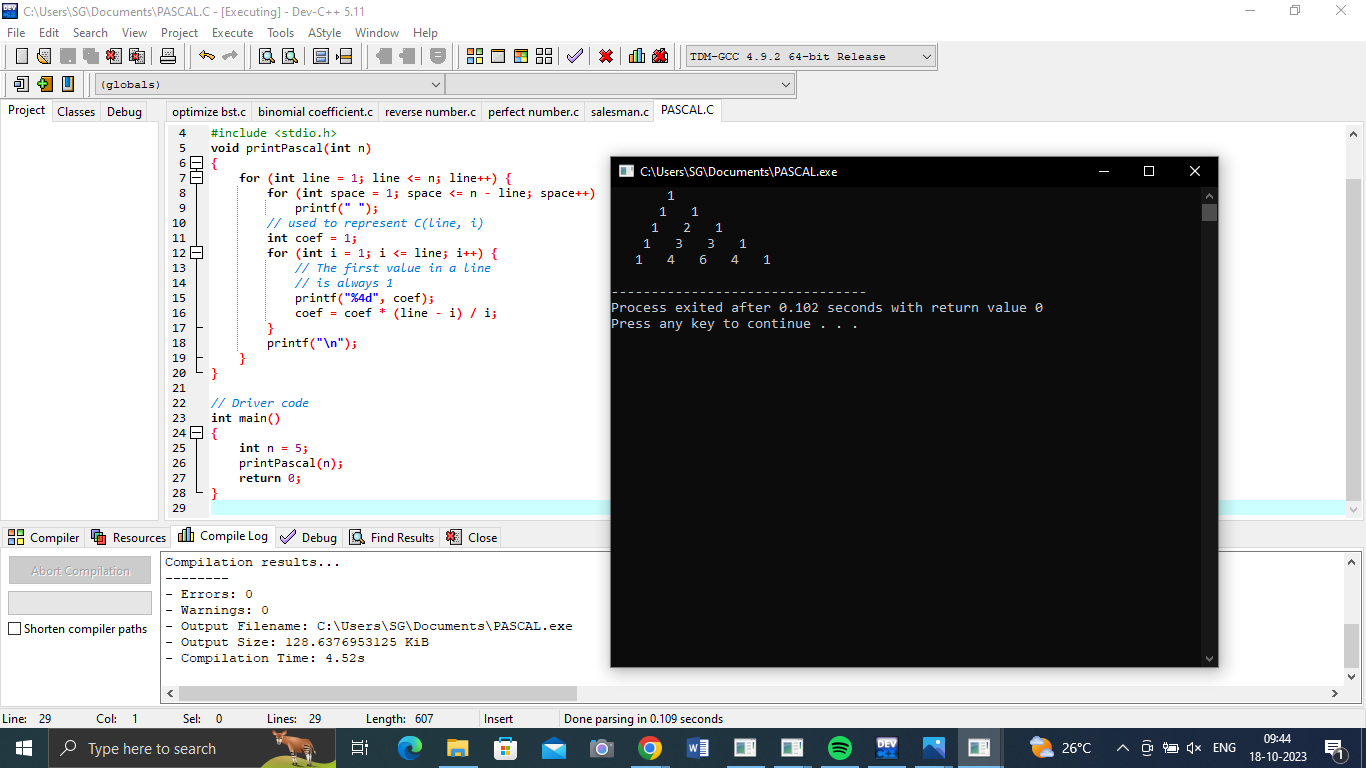 C:\Users\SG\Documents\PASCAL.C - [Executing] - Dev-C++ 5.11
File Edit Search View Project Execute Tools AStyle Window Help
TDM-GCC 4.9.2 64-bit Release
(globals)
Project Classes Debug
optimize bst.c binomial coefficient.c reverse number.c perfect number.c salesman.c PASCAL.C
4 #include <stdio.h>
5 void printPascal(int n)
6 {
7 for (int line = 1; line <= n; line++) {
8 for (int space = 1; space <= n - line; space++)
9 printf(" ");
10 // used to represent C(line, i)
11 int coef = 1;
12 for (int i = 1; i <= line; i++) {
13 // The first value in a line
14 // is always 1
15 printf("%4d", coef);
16 coef = coef * (line - i) / i;
17 }
18 printf("\n");
19 }
20 }
21
22 // Driver code
23 int main()
24 {
25 int n = 5;
26 printPascal(n);
27 return 0;
28 }
29
C:\Users\SG\Documents\PASCAL.exe
1
1 1
1 2 1
1 3 3 1
1 4 6 4 1
--------------------------------
Process exited after 0.102 seconds with return value 0
Press any key to continue . . .
Compiler Resources Compile Log Debug Find Results Close
Abort Compilation
Shorten compiler paths
Compilation results...
--------
- Errors: 0
- Warnings: 0
- Output Filename: C:\Users\SG\Documents\PASCAL.exe
- Output Size: 128.6376953125 KiB
- Compilation Time: 4.52s
Line: 29 Col: 1 Sel: 0 Lines: 29 Length: 607 Insert Done parsing in 0.109 seconds
Type here to search
26°C
ENG
09:44
18-10-2023
1